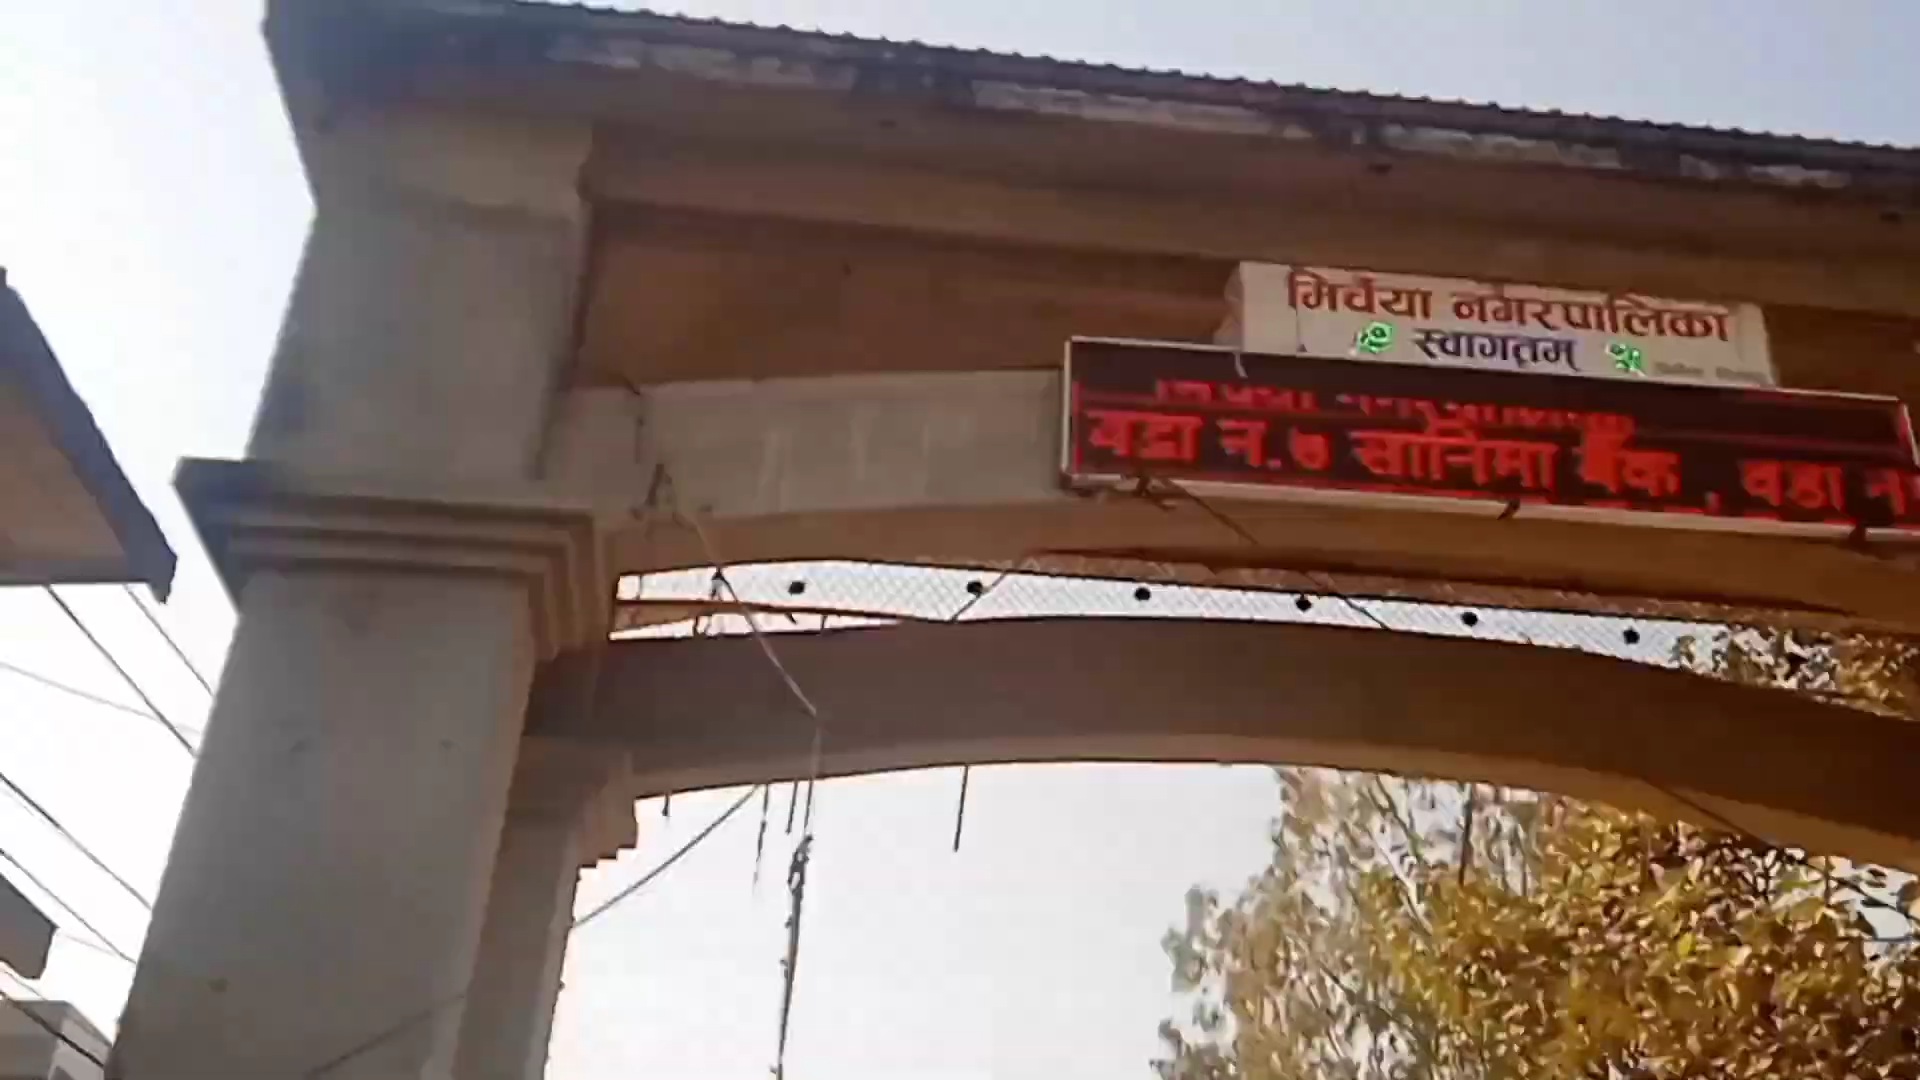 मिर्चैया नगरपालिका
स्वागतम्
वडा न.७ सानिमा बैंक , वडा न